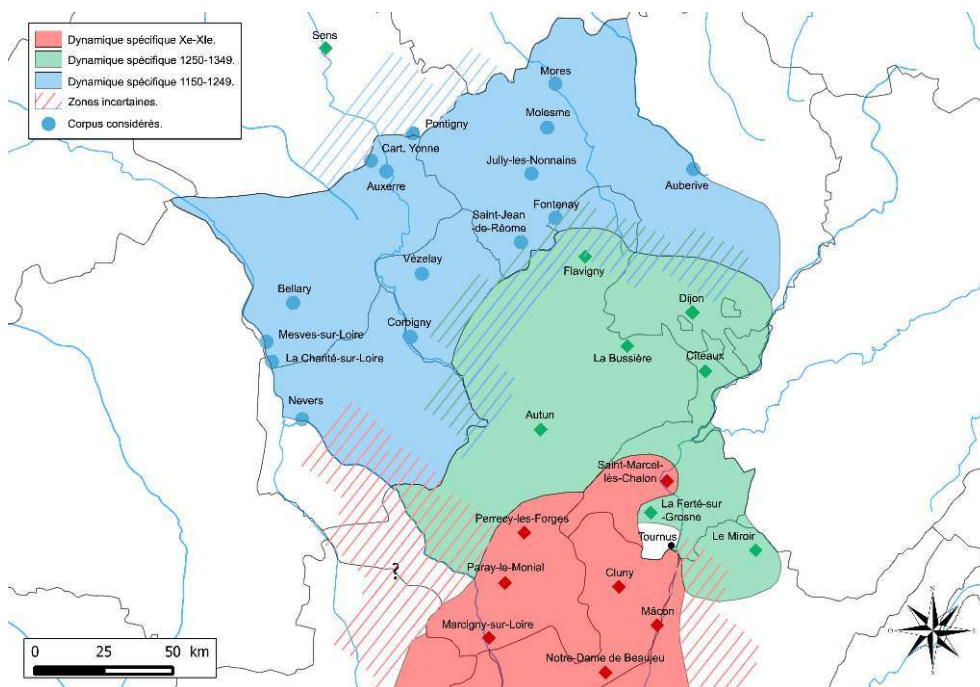 Dynamique spécifique Xe-XIe.
Dynamique spécifique 1250-1349.
Dynamique spécifique 1150-1249.
Zones incertaines.
Corpus considérés.
Sens
Mores
Pontigny
Molesme
Cart. Yonne
Jully-les-Nonnains
Auxerre
Auberive
Fontenay
Saint-Jean
-de-Réome
Vézelay
Flavigny
Bellary
Dijon
Corbigny
Mesves-sur-Loire
La Charité-sur-Loire
La Bussière
Cîteaux
Nevers
Autun
Saint-Marcel-
lès-Chalon
La Ferté-sur
-Grosne
Perrecy-les-Forges
Tournus
Le Miroir
?
Paray-le-Monial
Cluny
Marcigny-sur-Loire
Mâcon
Notre-Dame de Beaujeu
N
O
E
S
0 25 50 km